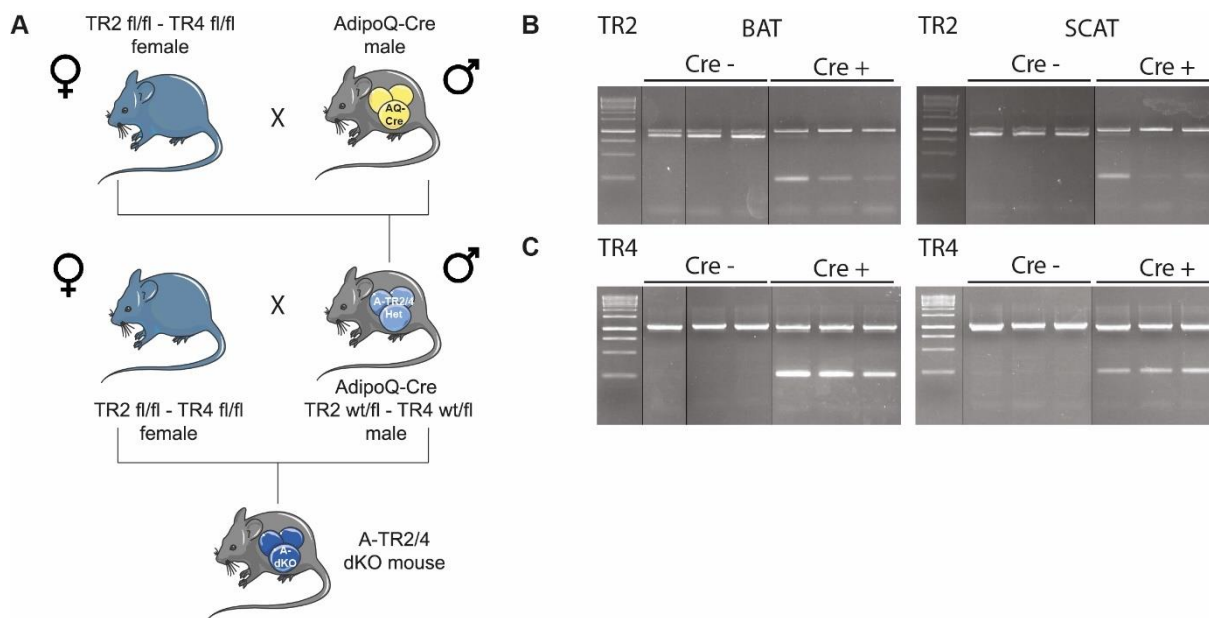 A
TR2 fl/fl - TR4 fl/fl
female
AdipoQ-Cre
male
AQ-
Cre
X
A-TR2/4
Het
X
TR2 fl/fl - TR4 fl/fl
female
AdipoQ-Cre
TR2 wt/fl - TR4 wt/fl
male
A-
dKO
A-TR2/4
dKO mouse
B
TR2
BAT
Cre -
Cre +
TR2
SCAT
Cre -
Cre +
C
TR4
Cre -
Cre +
TR4
Cre -
Cre +